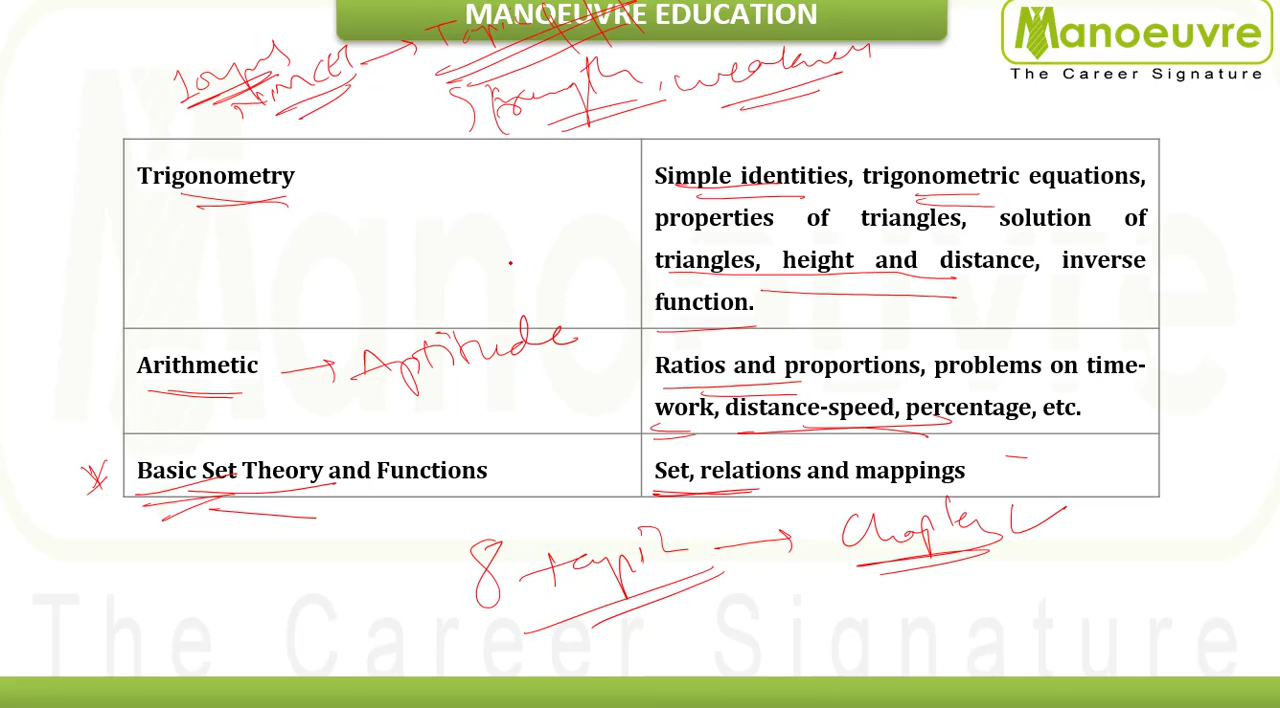 MANOEUVRE EDUCATION
Manoeuvre
The Career Signature
Strength, weakness
Trigonometry
Simple identities, trigonometric equations,
properties of triangles, solution of
triangles, height and distance, inverse
function.
Arithmetic → Aptitude
Ratios and proportions, problems on time-
work, distance-speed, percentage, etc.
Basic Set Theory and Functions
Set, relations and mappings
8 topic → Chapter
The Career Signature